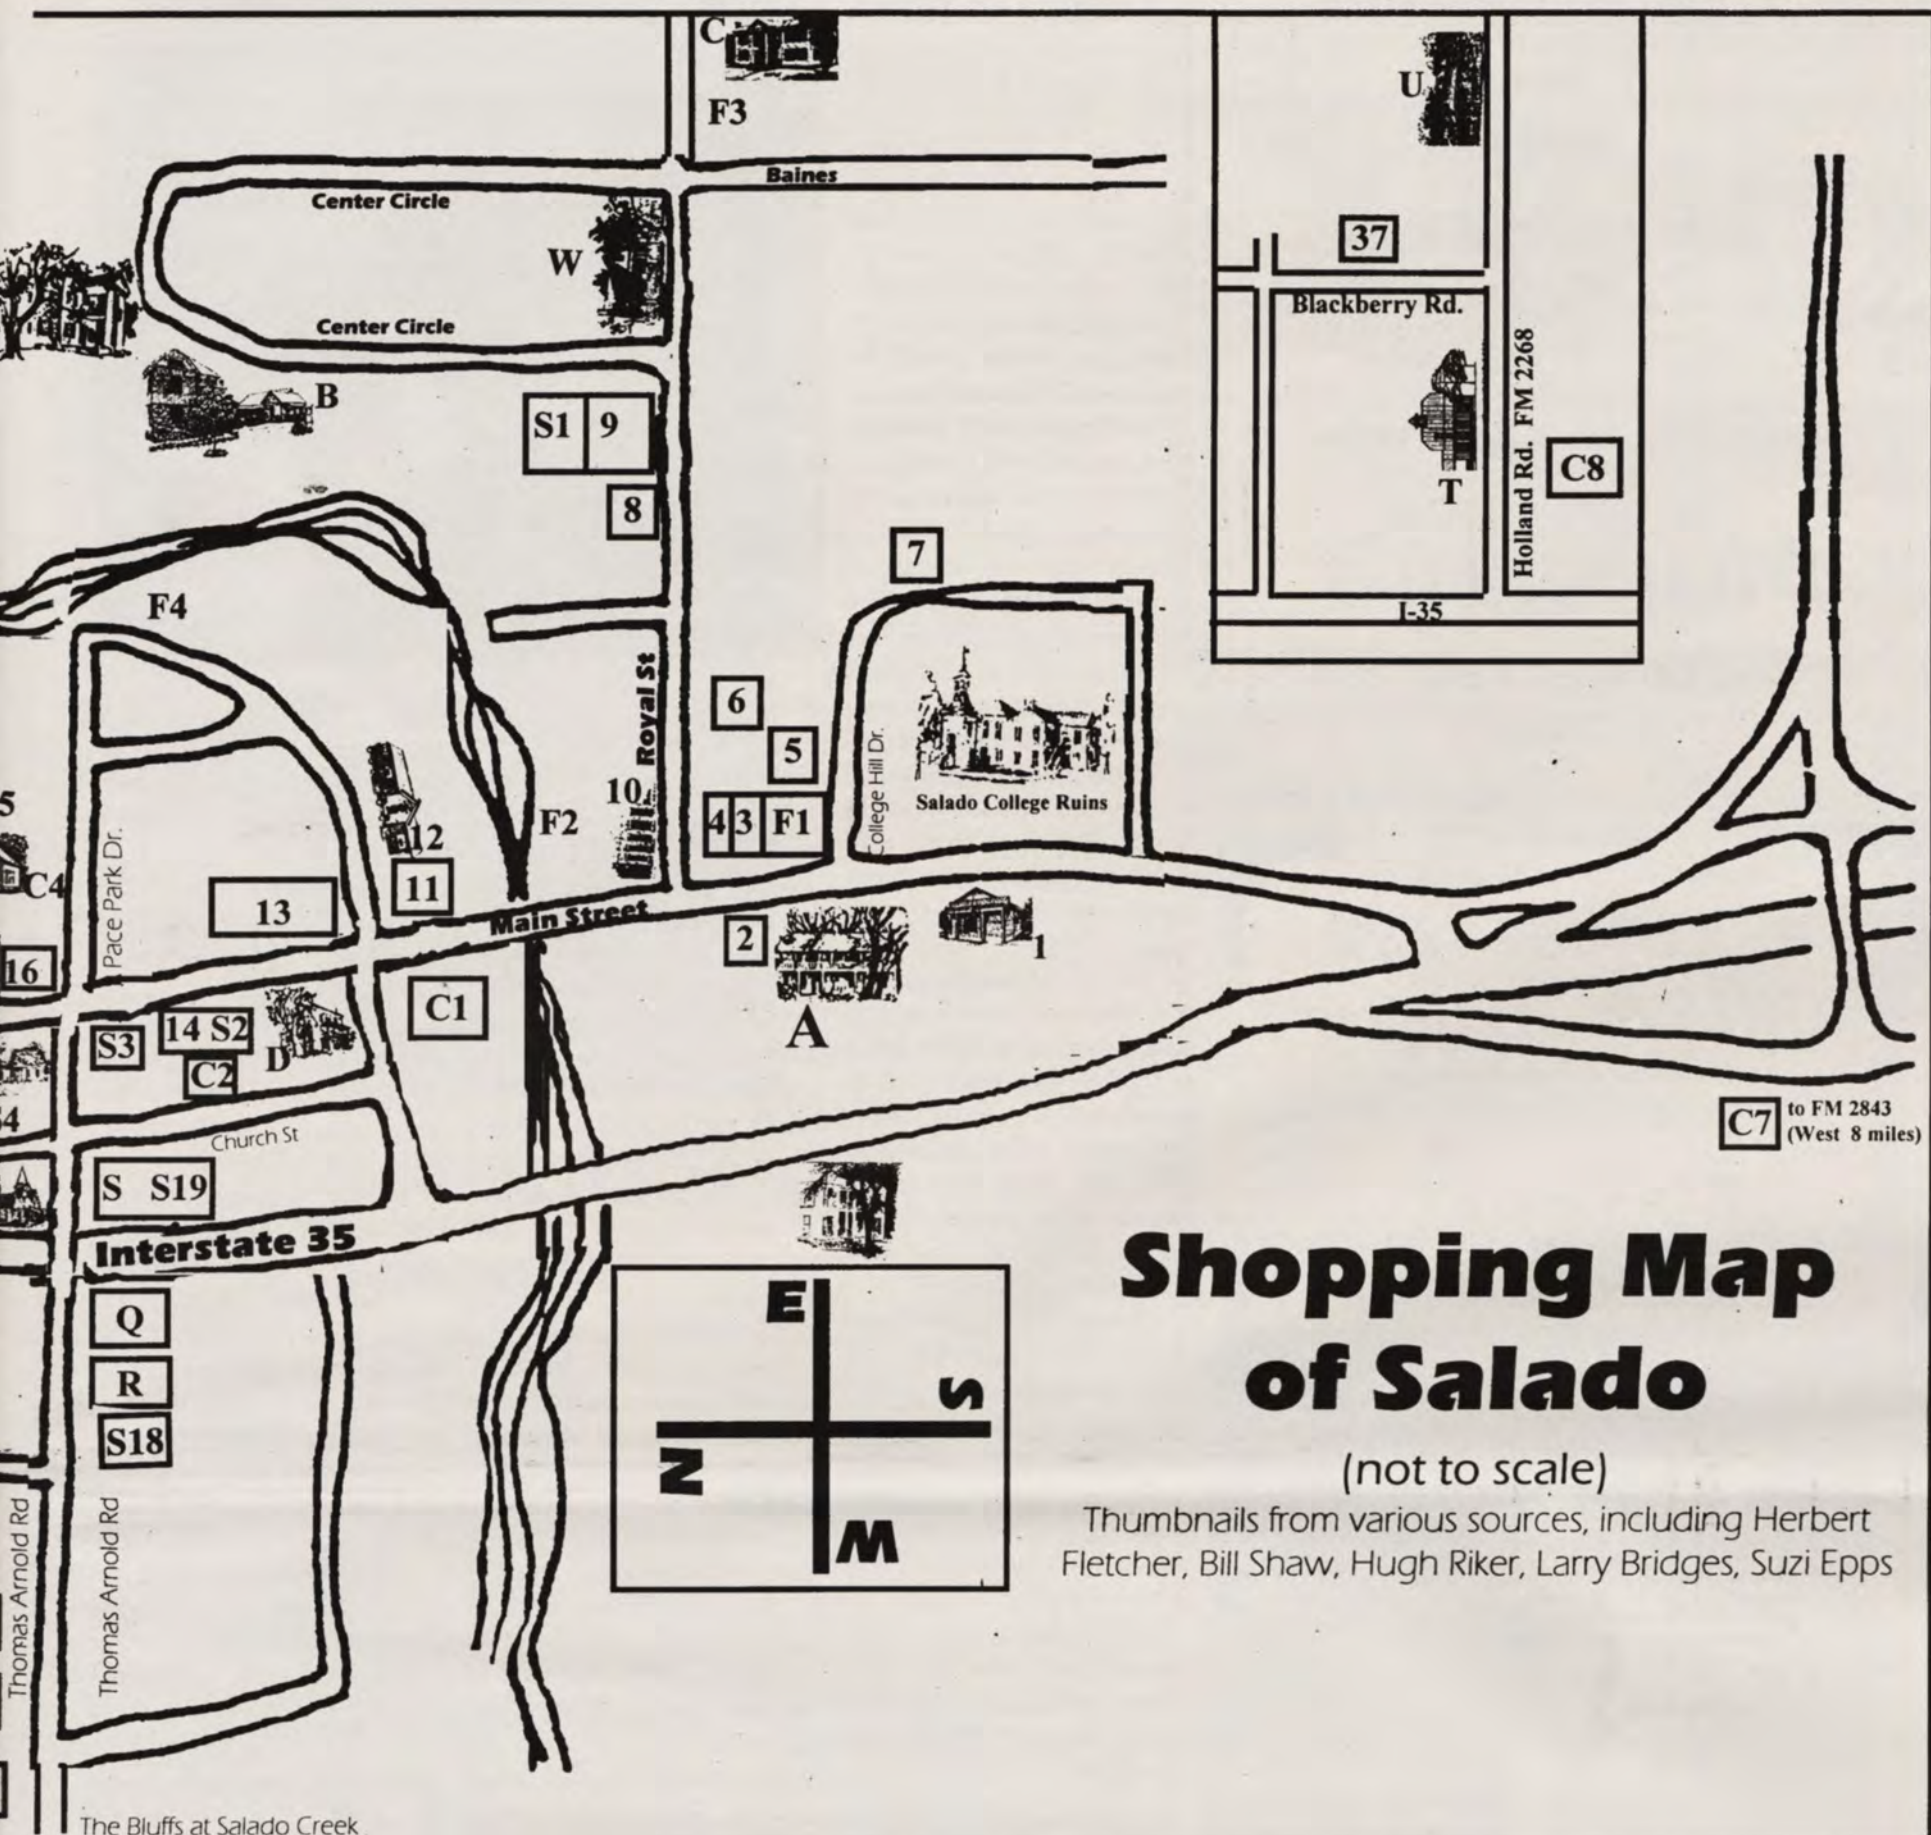 C
F3
U
Baines
Center Circle
W
37
Blackberry Rd.
Center Circle
B
S1 9
Holland Rd. FM 2268
C8
T
8
7
F4
I-35
Royal St
6
5
College Hill Dr.
Salado College Ruins
10
4 3 F1
F2
5
12
C4
Pace Park Dr.
11
13
Main Street
2
1
16
C1
A
14 S2
S3
D
C2
C7 to FM 2843
(West 8 miles)
Church St
S S19
Interstate 35
Q
R
S18
E
S
N
W
Shopping Map
of Salado
(not to scale)
Thumbnails from various sources, including Herbert
Fletcher, Bill Shaw, Hugh Riker, Larry Bridges, Suzi Epps
Thomas Arnold Rd
Thomas Arnold Rd
The Bluffs at Salado Creek